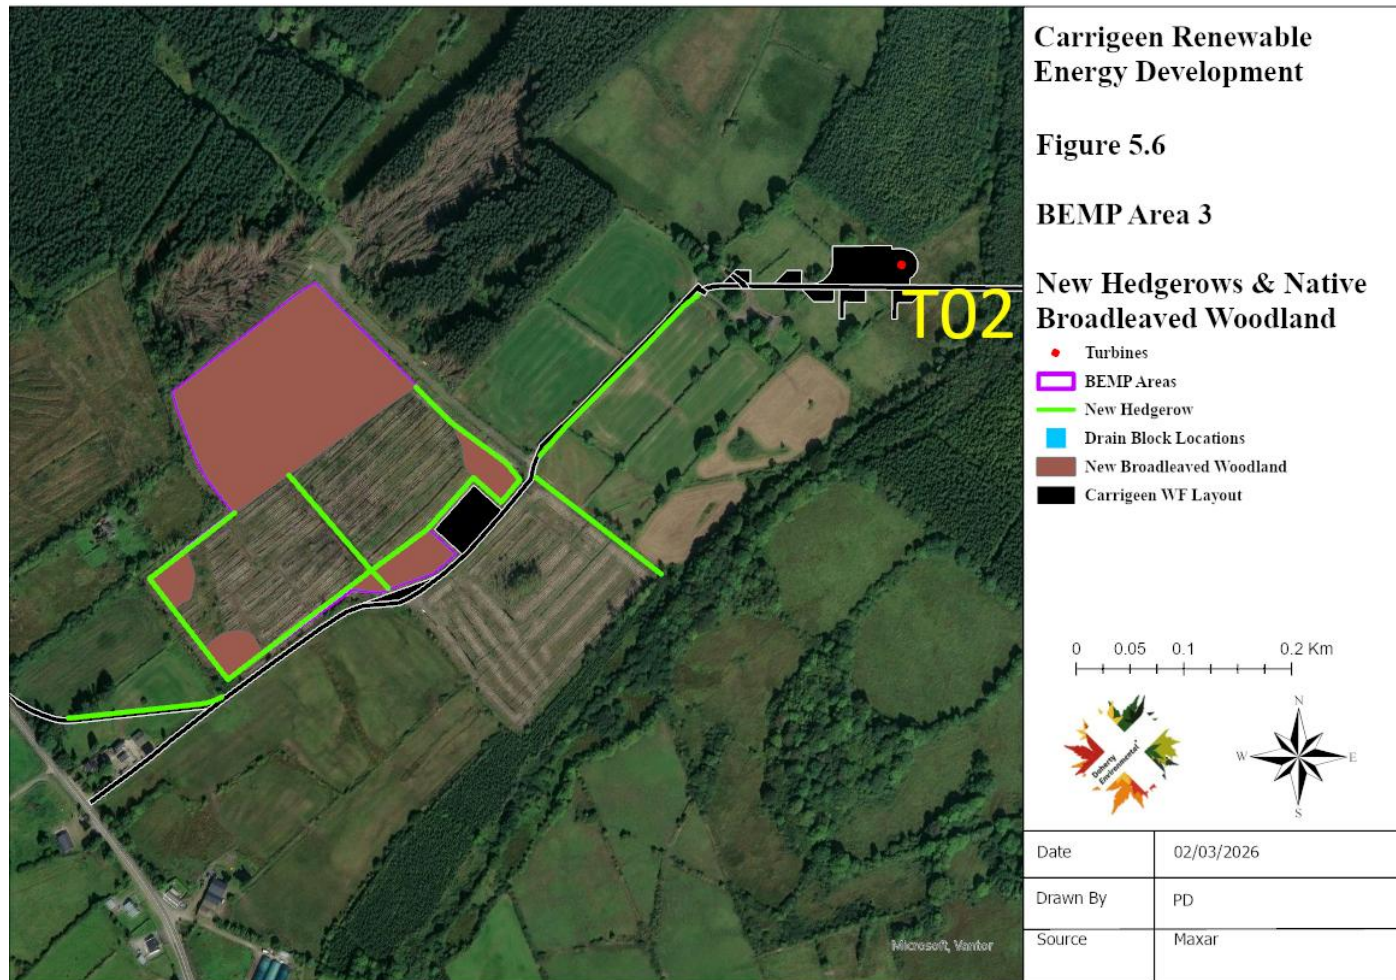 Carrigeen Renewable
Energy Development
Figure 5.6
BEMP Area 3
New Hedgerows & Native
Broadleaved Woodland
Turbines
BEMP Areas
New Hedgerow
Drain Block Locations
New Broadleaved Woodland
Carrigeen WF Layout
T02
0 0.05 0.1 0.2 Km
Doherty
Environmental
N
W E
S
Microsoft, Vantor
Date 02/03/2026
Drawn By PD
Source Maxar